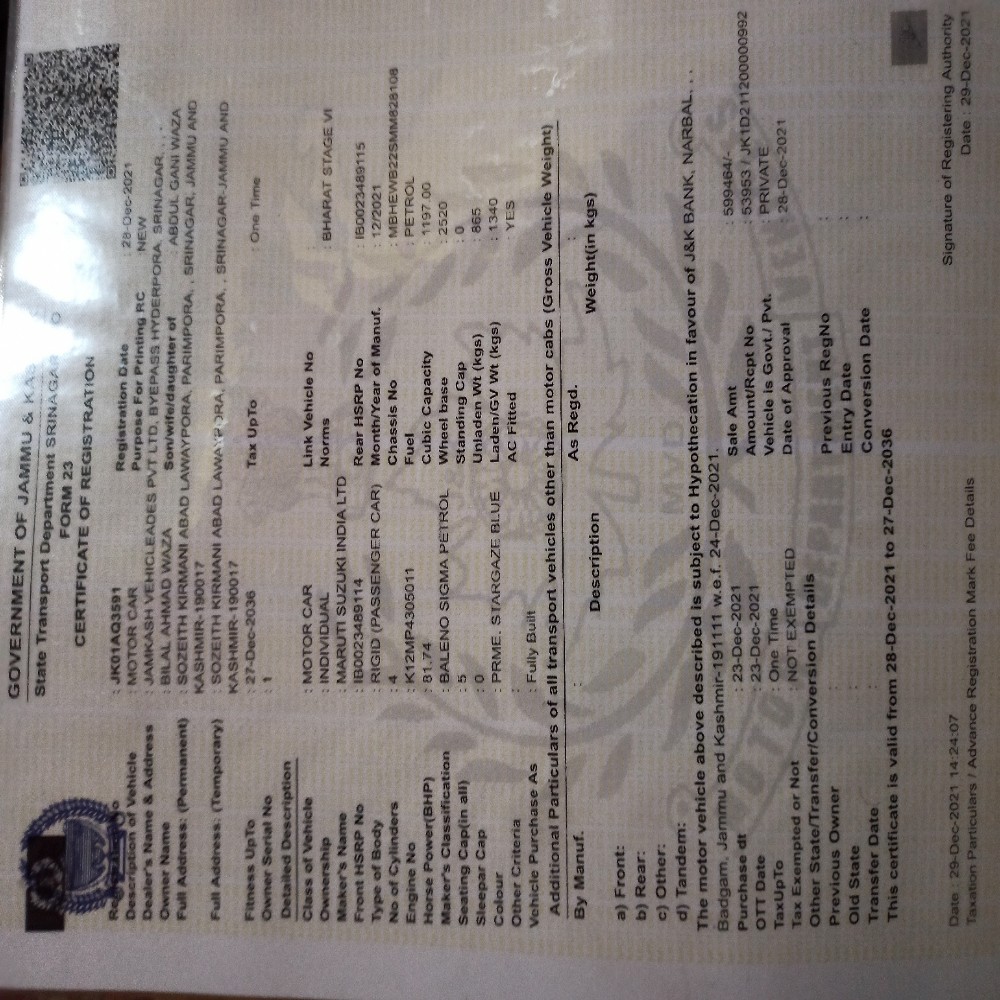 GOVERNMENT OF JAMMU & KAS
State Transport Department SRINAGAR
FORM 23
CERTIFICATE OF REGISTRATION
: JK01AQ3591 Registration Date : 28-Dec-2021
Description of Vehicle : MOTOR CAR Purpose For Printing RC NEW
Dealer's Name & Address : JAMKASH VEHICLEADES PVT LTD, BYEPASS HYDERPORA, SRINAGAR, . . .
Owner Name : BILAL AHMAD WAZA Son/wife/daughter of : ABDUL GANI WAZA
Full Address: (Permanent) : SOZEITH KIRMANI ABAD LAWAYPORA, PARIMPORA, , SRINAGAR, JAMMU AND
KASHMIR-190017
Full Address: (Temporary) : SOZEITH KIRMANI ABAD LAWAYPORA, PARIMPORA, , SRINAGAR-JAMMU AND
KASHMIR-190017
Fitness UpTo : 27-Dec-2036 Tax UpTo : One Time
Owner Serial No : 1
Detailed Description
Class of Vehicle : MOTOR CAR Link Vehicle No
Ownership : INDIVIDUAL Norms : BHARAT STAGE VI
Maker's Name : MARUTI SUZUKI INDIA LTD
Front HSRP No : IB0023489114 Rear HSRP No : IB0023489115
Type of Body : RIGID (PASSENGER CAR) Month/Year of Manuf. : 12/2021
No of Cylinders : 4 Chassis No : MBHEWB22SMM828108
Engine No : K12MP4305011 Fuel : PETROL
Horse Power(BHP) : 81.74 Cubic Capacity : 1197.00
Maker's Classification : BALENO SIGMA PETROL Wheel base : 2520
Seating Cap(in all) : 5 Standing Cap : 0
Sleepar Cap : 0 Unladen Wt (kgs) : 865
Colour : PRME. STARGAZE BLUE Laden/GV Wt (kgs) : 1340
Other Criteria : AC Fitted YES
Vehicle Purchase As : Fully Built
Additional Particulars of all transport vehicles other than motor cabs (Gross Vehicle Weight)
By Manuf. : As Regd. :
Description Weight(in kgs)
a) Front:
b) Rear:
c) Other:
d) Tandem:
The motor vehicle above described is subject to Hypothecation in favour of J&K BANK, NARBAL. . .
Badgam, Jammu and Kashmir-191111 w.e.f. 24-Dec-2021.
Purchase dt : 23-Dec-2021 Sale Amt : 599464/-
OTT Date : 23-Dec-2021 Amount/Rcpt No : 53953 / JK1D211200000992
TaxUpTo : One Time Vehicle is Govt./ Pvt. : PRIVATE
Tax Exempted or Not : NOT EXEMPTED Date of Approval : 28-Dec-2021
Other State/Transfer/Conversion Details
Previous Owner : Previous RegNo :
Old State : Entry Date :
Transfer Date : Conversion Date :
This certificate is valid from 28-Dec-2021 to 27-Dec-2036
Date : 29-Dec-2021 14:24:07 Signature of Registering Authority
Taxation Particulars / Advance Registration Mark Fee Details Date : 29-Dec-2021